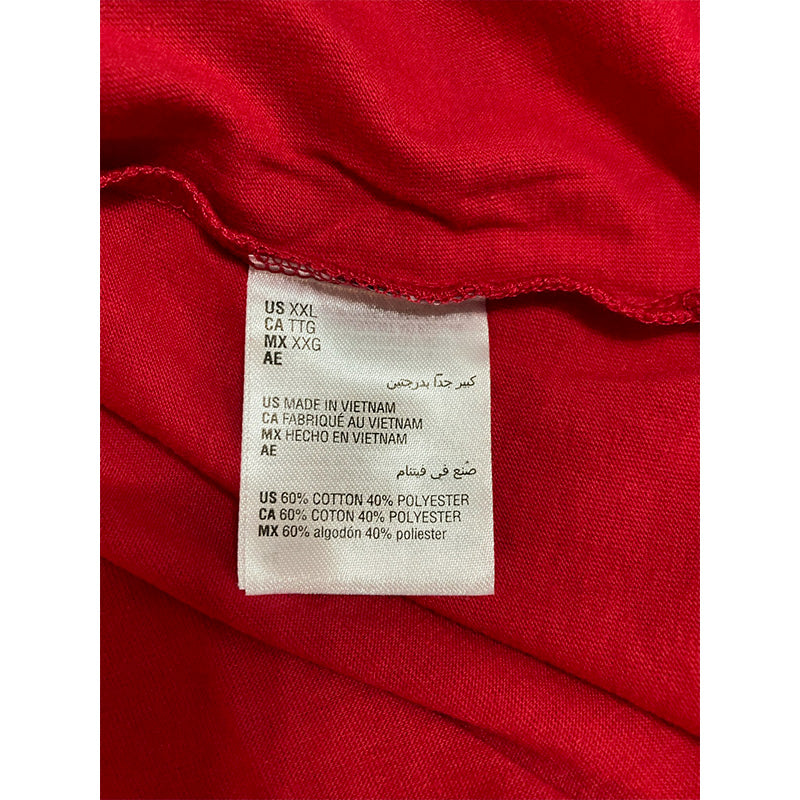 US XXL
CA TTG
MX XXG
AE
كبير جدًا بدرجتين
US MADE IN VIETNAM
CA FABRIQUÉ AU VIETNAM
MX HECHO EN VIETNAM
AE
صُنع في فيتنام
US 60% COTTON 40% POLYESTER
CA 60% COTON 40% POLYESTER
MX 60% algodón 40% poliester